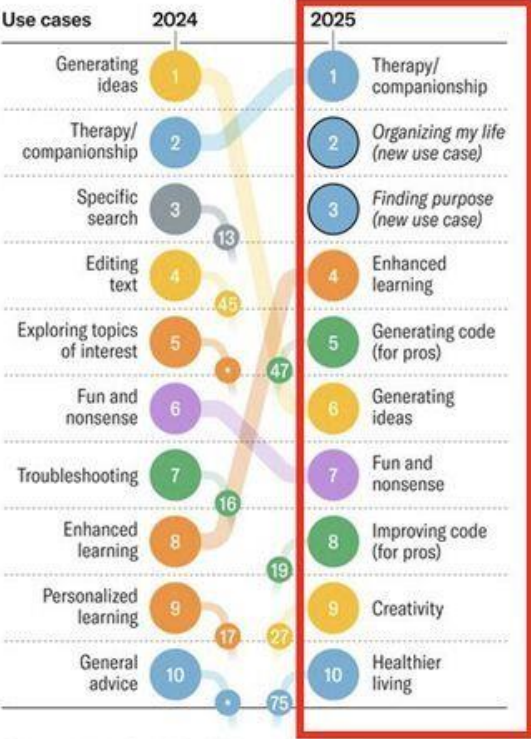 Use cases 2024 2025
Generating
ideas
1
1
Therapy/
companionship
Therapy/
companionship
2
2
Organizing my life
(new use case)
Specific
search
3
13
3
Finding purpose
(new use case)
Editing
text
4
45
4
Enhanced
learning
Exploring topics
of interest
5
*
47
5
Generating code
(for pros)
Fun and
nonsense
6
6
Generating
ideas
Troubleshooting
7
16
7
Fun and
nonsense
Enhanced
learning
8
19
8
Improving code
(for pros)
Personalized
learning
9
17
27
9
Creativity
General
advice
10
*
75
10
Healthier
living